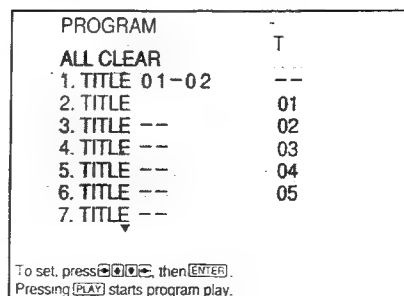 PROGRAM
T
ALL CLEAR
1. TITLE 01-02 --
2. TITLE 01
3. TITLE -- 02
4. TITLE -- 03
5. TITLE -- 04
6. TITLE -- 05
7. TITLE --
To set, press ←↑↓→, then ENTER.
Pressing PLAY starts program play.